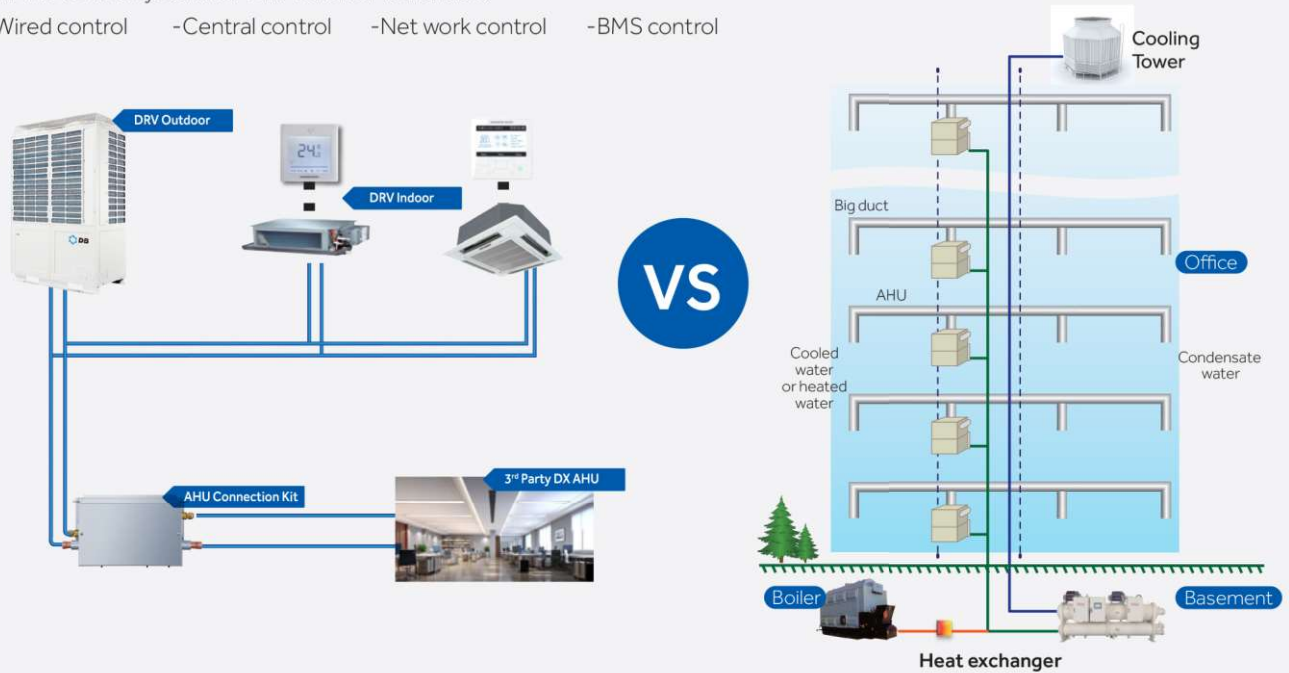 Wired control -Central control -Net work control -BMS control
DRV Outdoor
24
DRV Indoor
DB
AHU Connection Kit
3rd Party DX AHU
VS
Cooling
Tower
Big duct
Office
AHU
Cooled
water
or heated
water
Condensate
water
Boiler
Basement
Heat exchanger